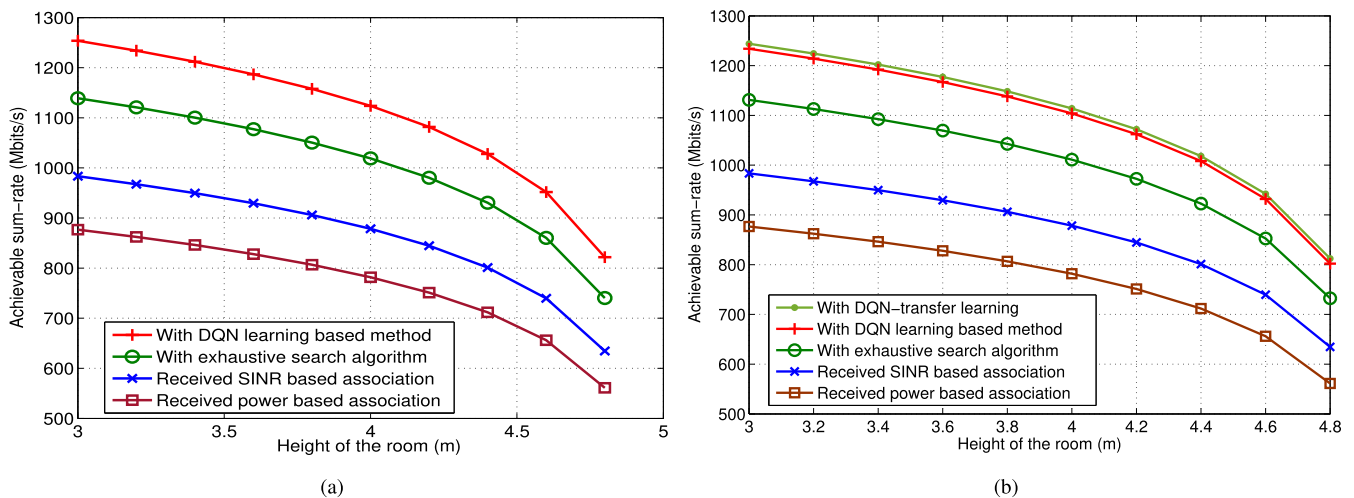 1300
1200
1100
1000
900
800
700
600
500
Achievable sum-rate (Mbits/s)
With DQN learning based method
With exhaustive search algorithm
Received SINR based association
Received power based association
3
3.5
4
4.5
5
Height of the room (m)
(a)
1300
1200
1100
1000
900
800
700
600
500
Achievable sum-rate (Mbits/s)
With DQN-transfer learning
With DQN learning based method
With exhaustive search algorithm
Received SINR based association
Received power based association
3
3.2
3.4
3.6
3.8
4
4.2
4.4
4.6
4.8
Height of the room (m)
(b)